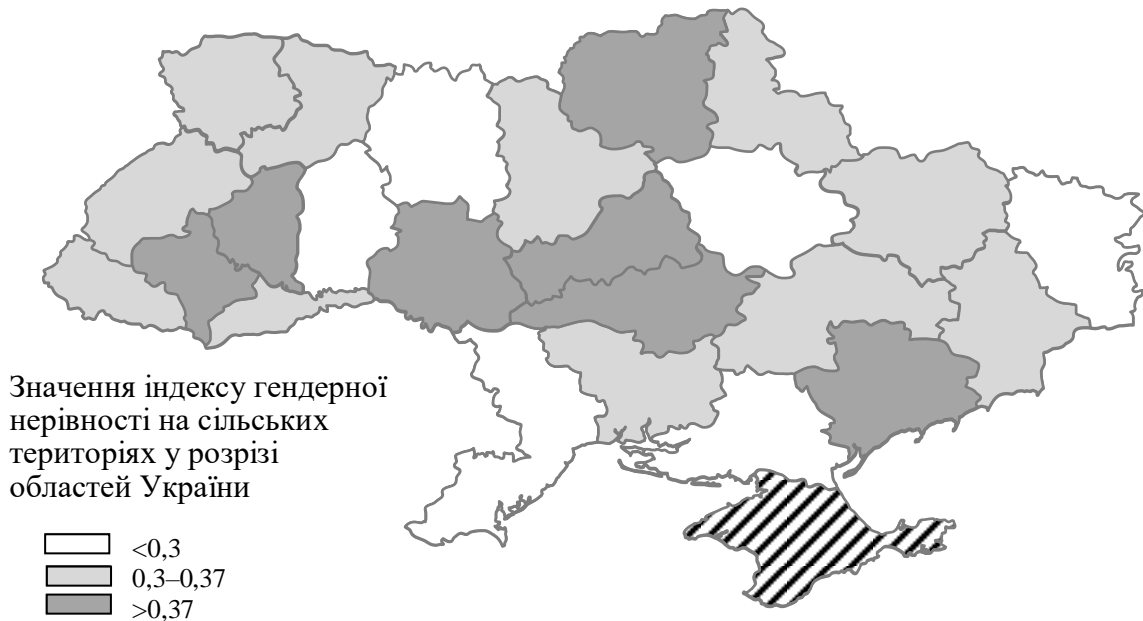 Значення індексу гендерної
нерівності на сільських
територіях у розрізі
областей України
<0,3
0,3–0,37
>0,37